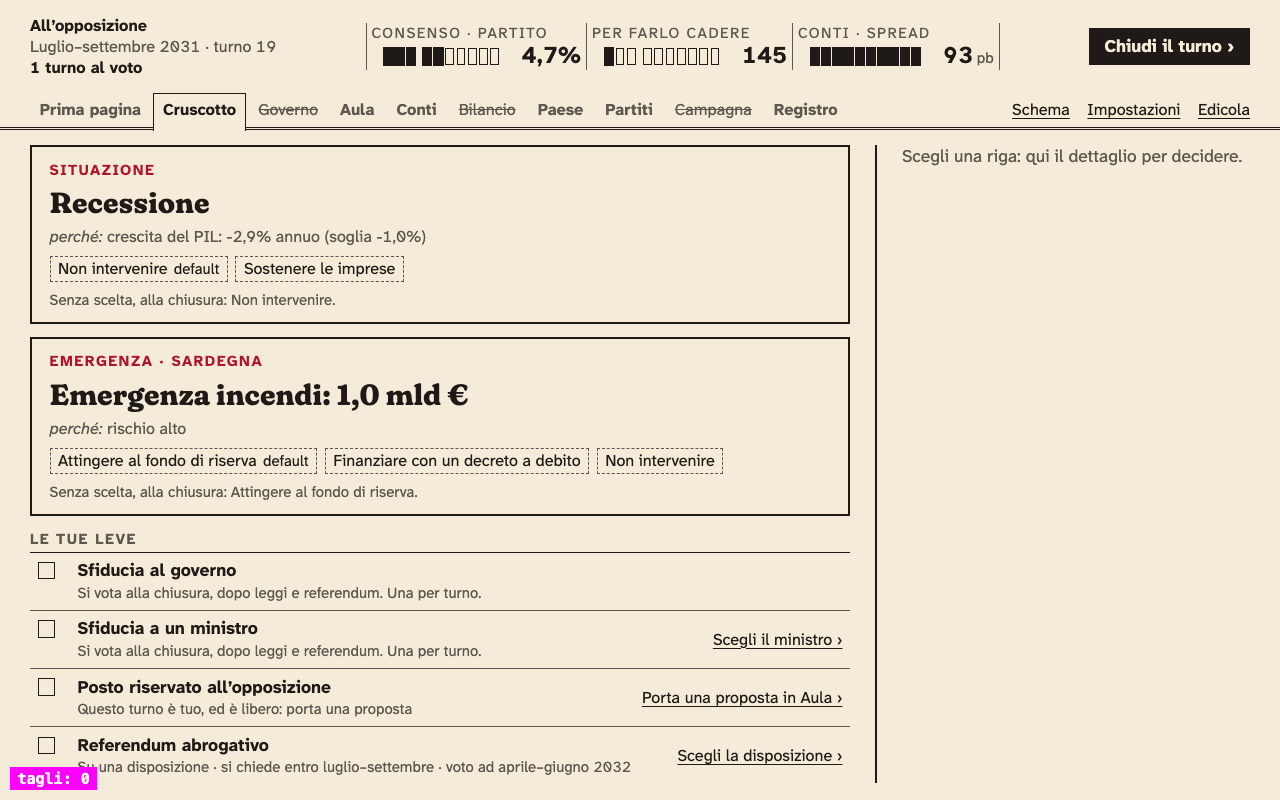 All’opposizione
Luglio–settembre 2031 · turno 19
1 turno al voto
CONSENSO · PARTITO
4,7%
PER FARLO CADERE
145
CONTI · SPREAD
93 pb
Chiudi il turno ›
Prima pagina
Cruscotto
Governo
Aula
Conti
Bilancio
Paese
Partiti
Campagna
Registro
Schema
Impostazioni
Edicola
SITUAZIONE
Recessione
perché: crescita del PIL: -2,9% annuo (soglia -1,0%)
Non intervenire default
Sostenere le imprese
Senza scelta, alla chiusura: Non intervenire.
EMERGENZA · SARDEGNA
Emergenza incendi: 1,0 mld €
perché: rischio alto
Attingere al fondo di riserva default
Finanziare con un decreto a debito
Non intervenire
Senza scelta, alla chiusura: Attingere al fondo di riserva.
LE TUE LEVE
Sfiducia al governo
Si vota alla chiusura, dopo leggi e referendum. Una per turno.
Sfiducia a un ministro
Si vota alla chiusura, dopo leggi e referendum. Una per turno.
Scegli il ministro ›
Posto riservato all’opposizione
Questo turno è tuo, ed è libero: porta una proposta
Porta una proposta in Aula ›
Referendum abrogativo
Su una disposizione · si chiede entro luglio–settembre · voto ad aprile–giugno 2032
Scegli la disposizione ›
tagli: 0
Scegli una riga: qui il dettaglio per decidere.